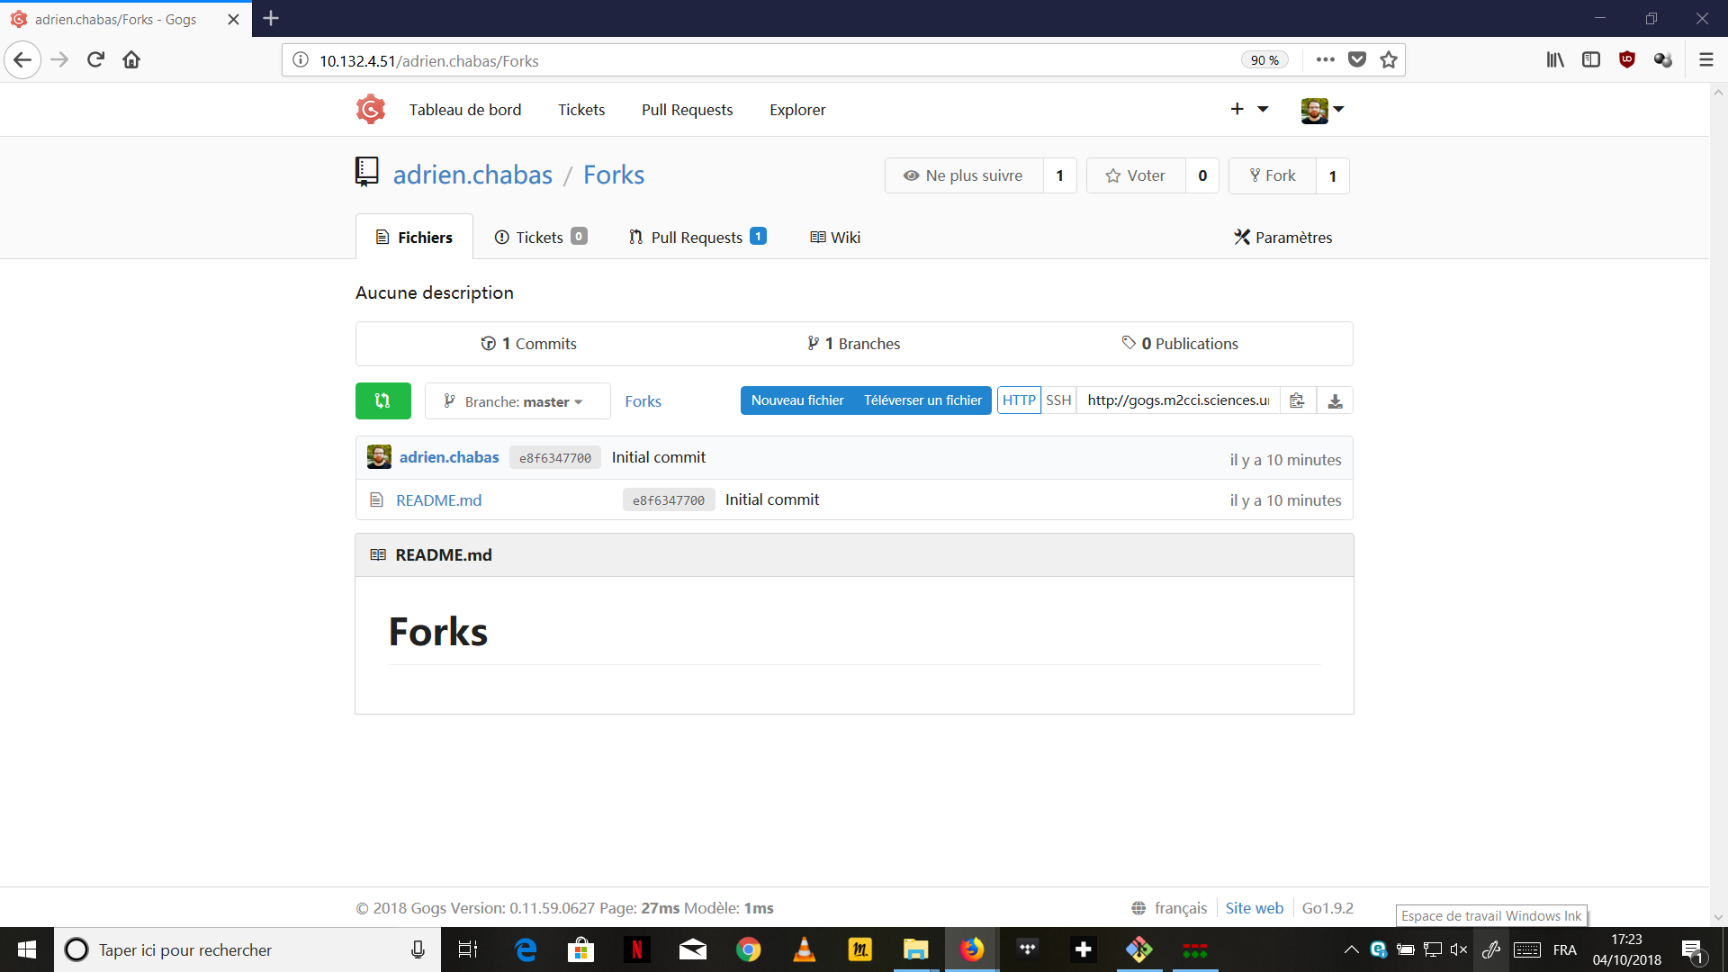 adrien.chabas/Forks - Gogs
10.132.4.51/adrien.chabas/Forks
90 %
Tableau de bord
Tickets
Pull Requests
Explorer
adrien.chabas / Forks
Ne plus suivre 1
Voter 0
Fork 1
Fichiers
Tickets 0
Pull Requests 1
Wiki
Paramètres
Aucune description
1 Commits
1 Branches
0 Publications
Branche: master
Forks
Nouveau fichier
Téléverser un fichier
HTTP
SSH
http://gogs.m2cci.sciences.ur
adrien.chabas e8f6347700 Initial commit il y a 10 minutes
README.md e8f6347700 Initial commit il y a 10 minutes
README.md
Forks
© 2018 Gogs Version: 0.11.59.0627 Page: 27ms Modèle: 1ms
français
Site web
Go1.9.2
Espace de travail Windows Ink
Taper ici pour rechercher
FRA
17:23
04/10/2018
1